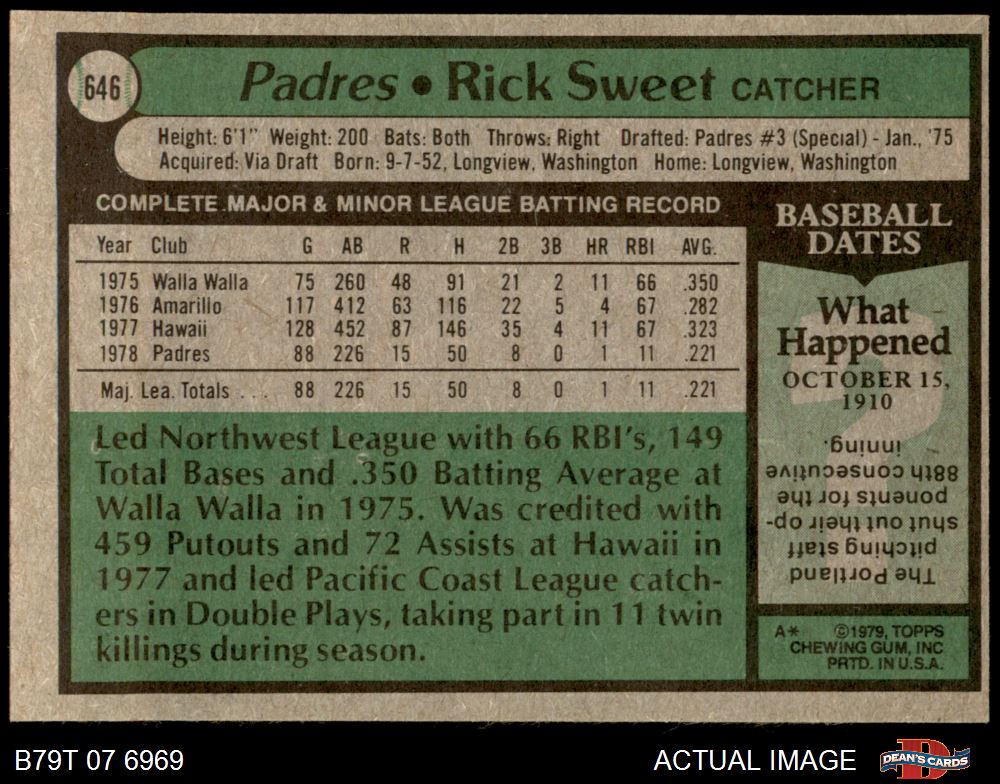 646
Padres • Rick Sweet CATCHER
Height: 6'1" Weight: 200 Bats: Both Throws: Right Drafted: Padres #3 (Special) - Jan., '75
Acquired: Via Draft Born: 9-7-52, Longview, Washington Home: Longview, Washington
COMPLETE MAJOR & MINOR LEAGUE BATTING RECORD
Year Club G AB R H 2B 3B HR RBI AVG.
1975 Walla Walla 75 260 48 91 21 2 11 66 .350
1976 Amarillo 117 412 63 116 22 5 4 67 .282
1977 Hawaii 128 452 87 146 35 4 11 67 .323
1978 Padres 88 226 15 50 8 0 1 11 .221
Maj. Lea. Totals . . . 88 226 15 50 8 0 1 11 .221
Led Northwest League with 66 RBI's, 149
Total Bases and .350 Batting Average at
Walla Walla in 1975. Was credited with
459 Putouts and 72 Assists at Hawaii in
1977 and led Pacific Coast League catch-
ers in Double Plays, taking part in 11 twin
killings during season.
BASEBALL
DATES
What
Happened
OCTOBER 15,
1910
The Portland
pitching staff
shut out their op-
ponents for the
88th consecutive
inning.
A* ©1979, TOPPS
CHEWING GUM, INC
PRTD. IN U.S.A.
B79T 07 6969
ACTUAL IMAGE
DEAN'S CARDS